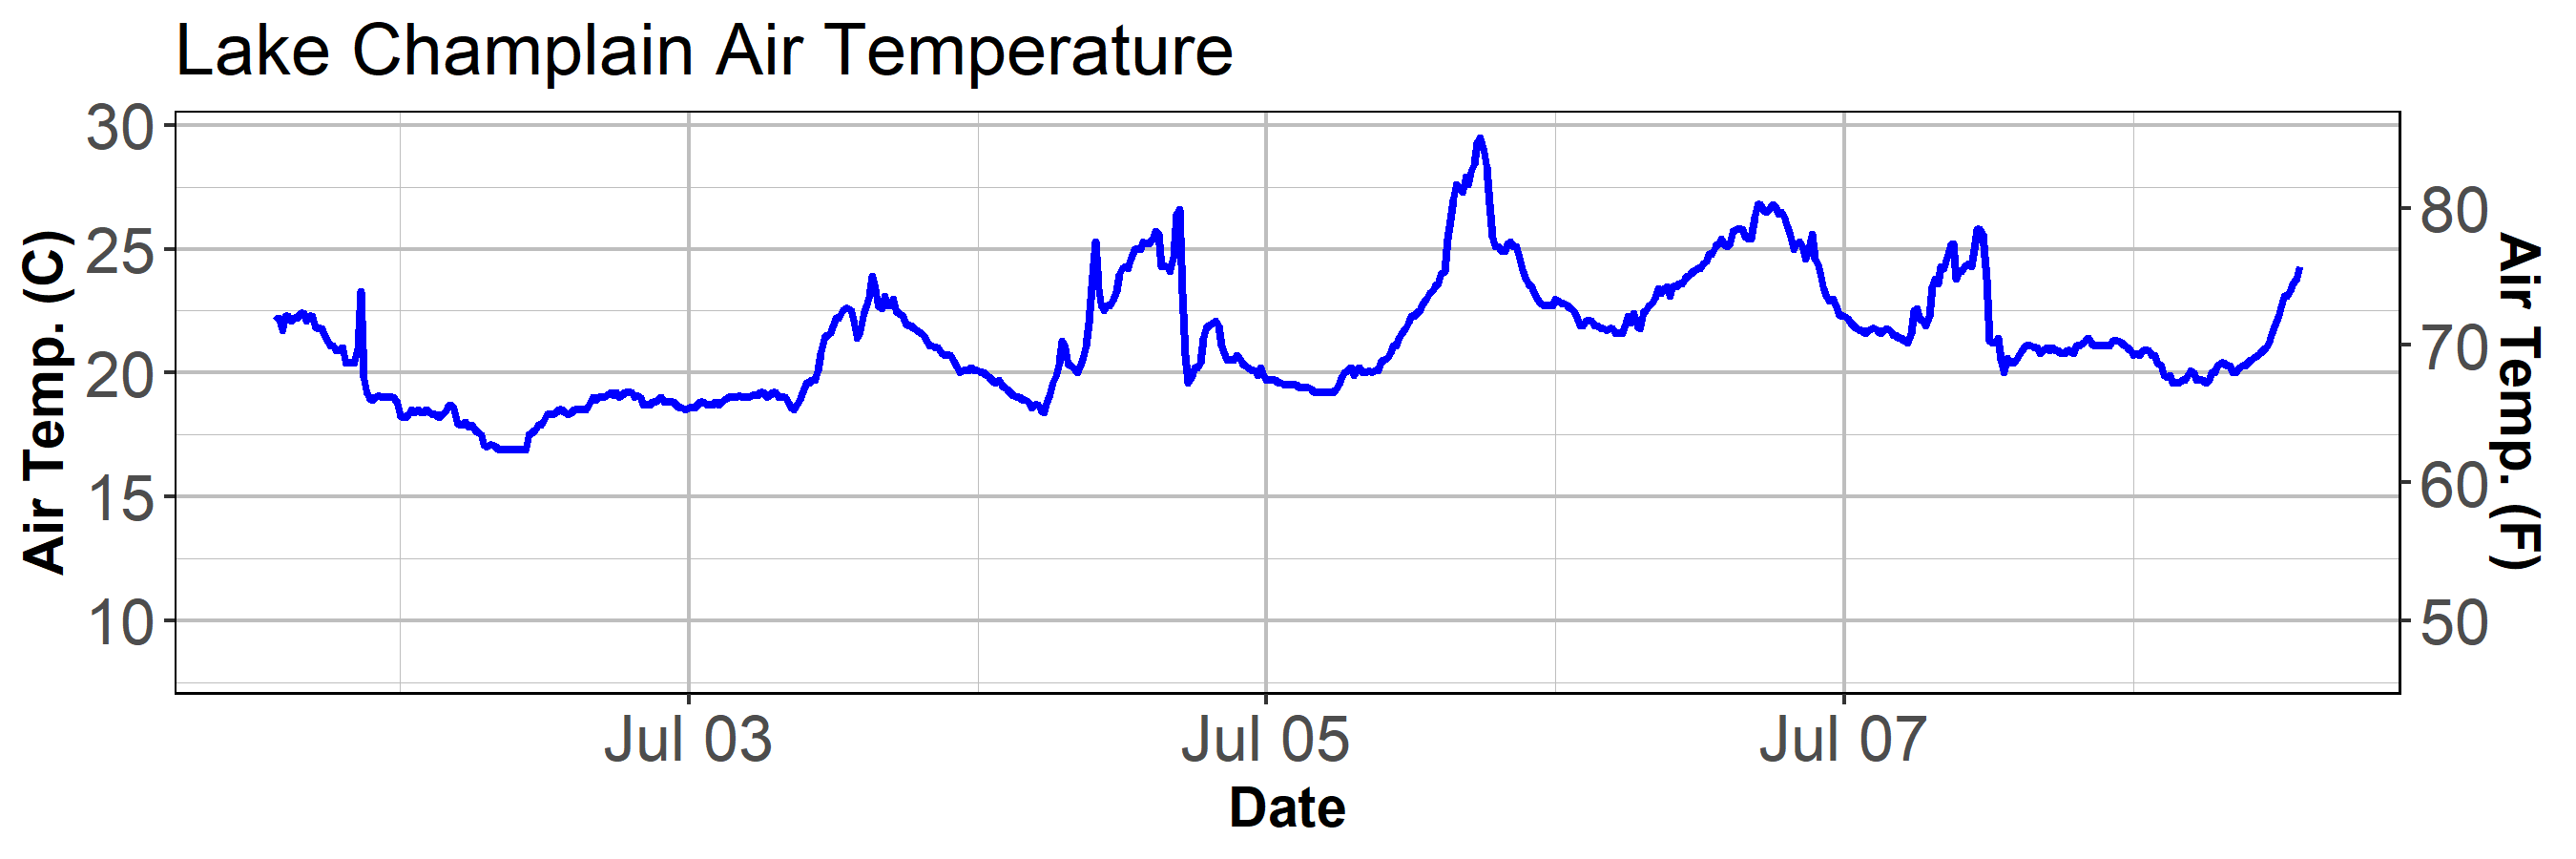 Lake Champlain Air Temperature
Air Temp. (C)
30
25
20
15
10
80
70
60
50
Air Temp. (F)
Jul 03
Jul 05
Jul 07
Date